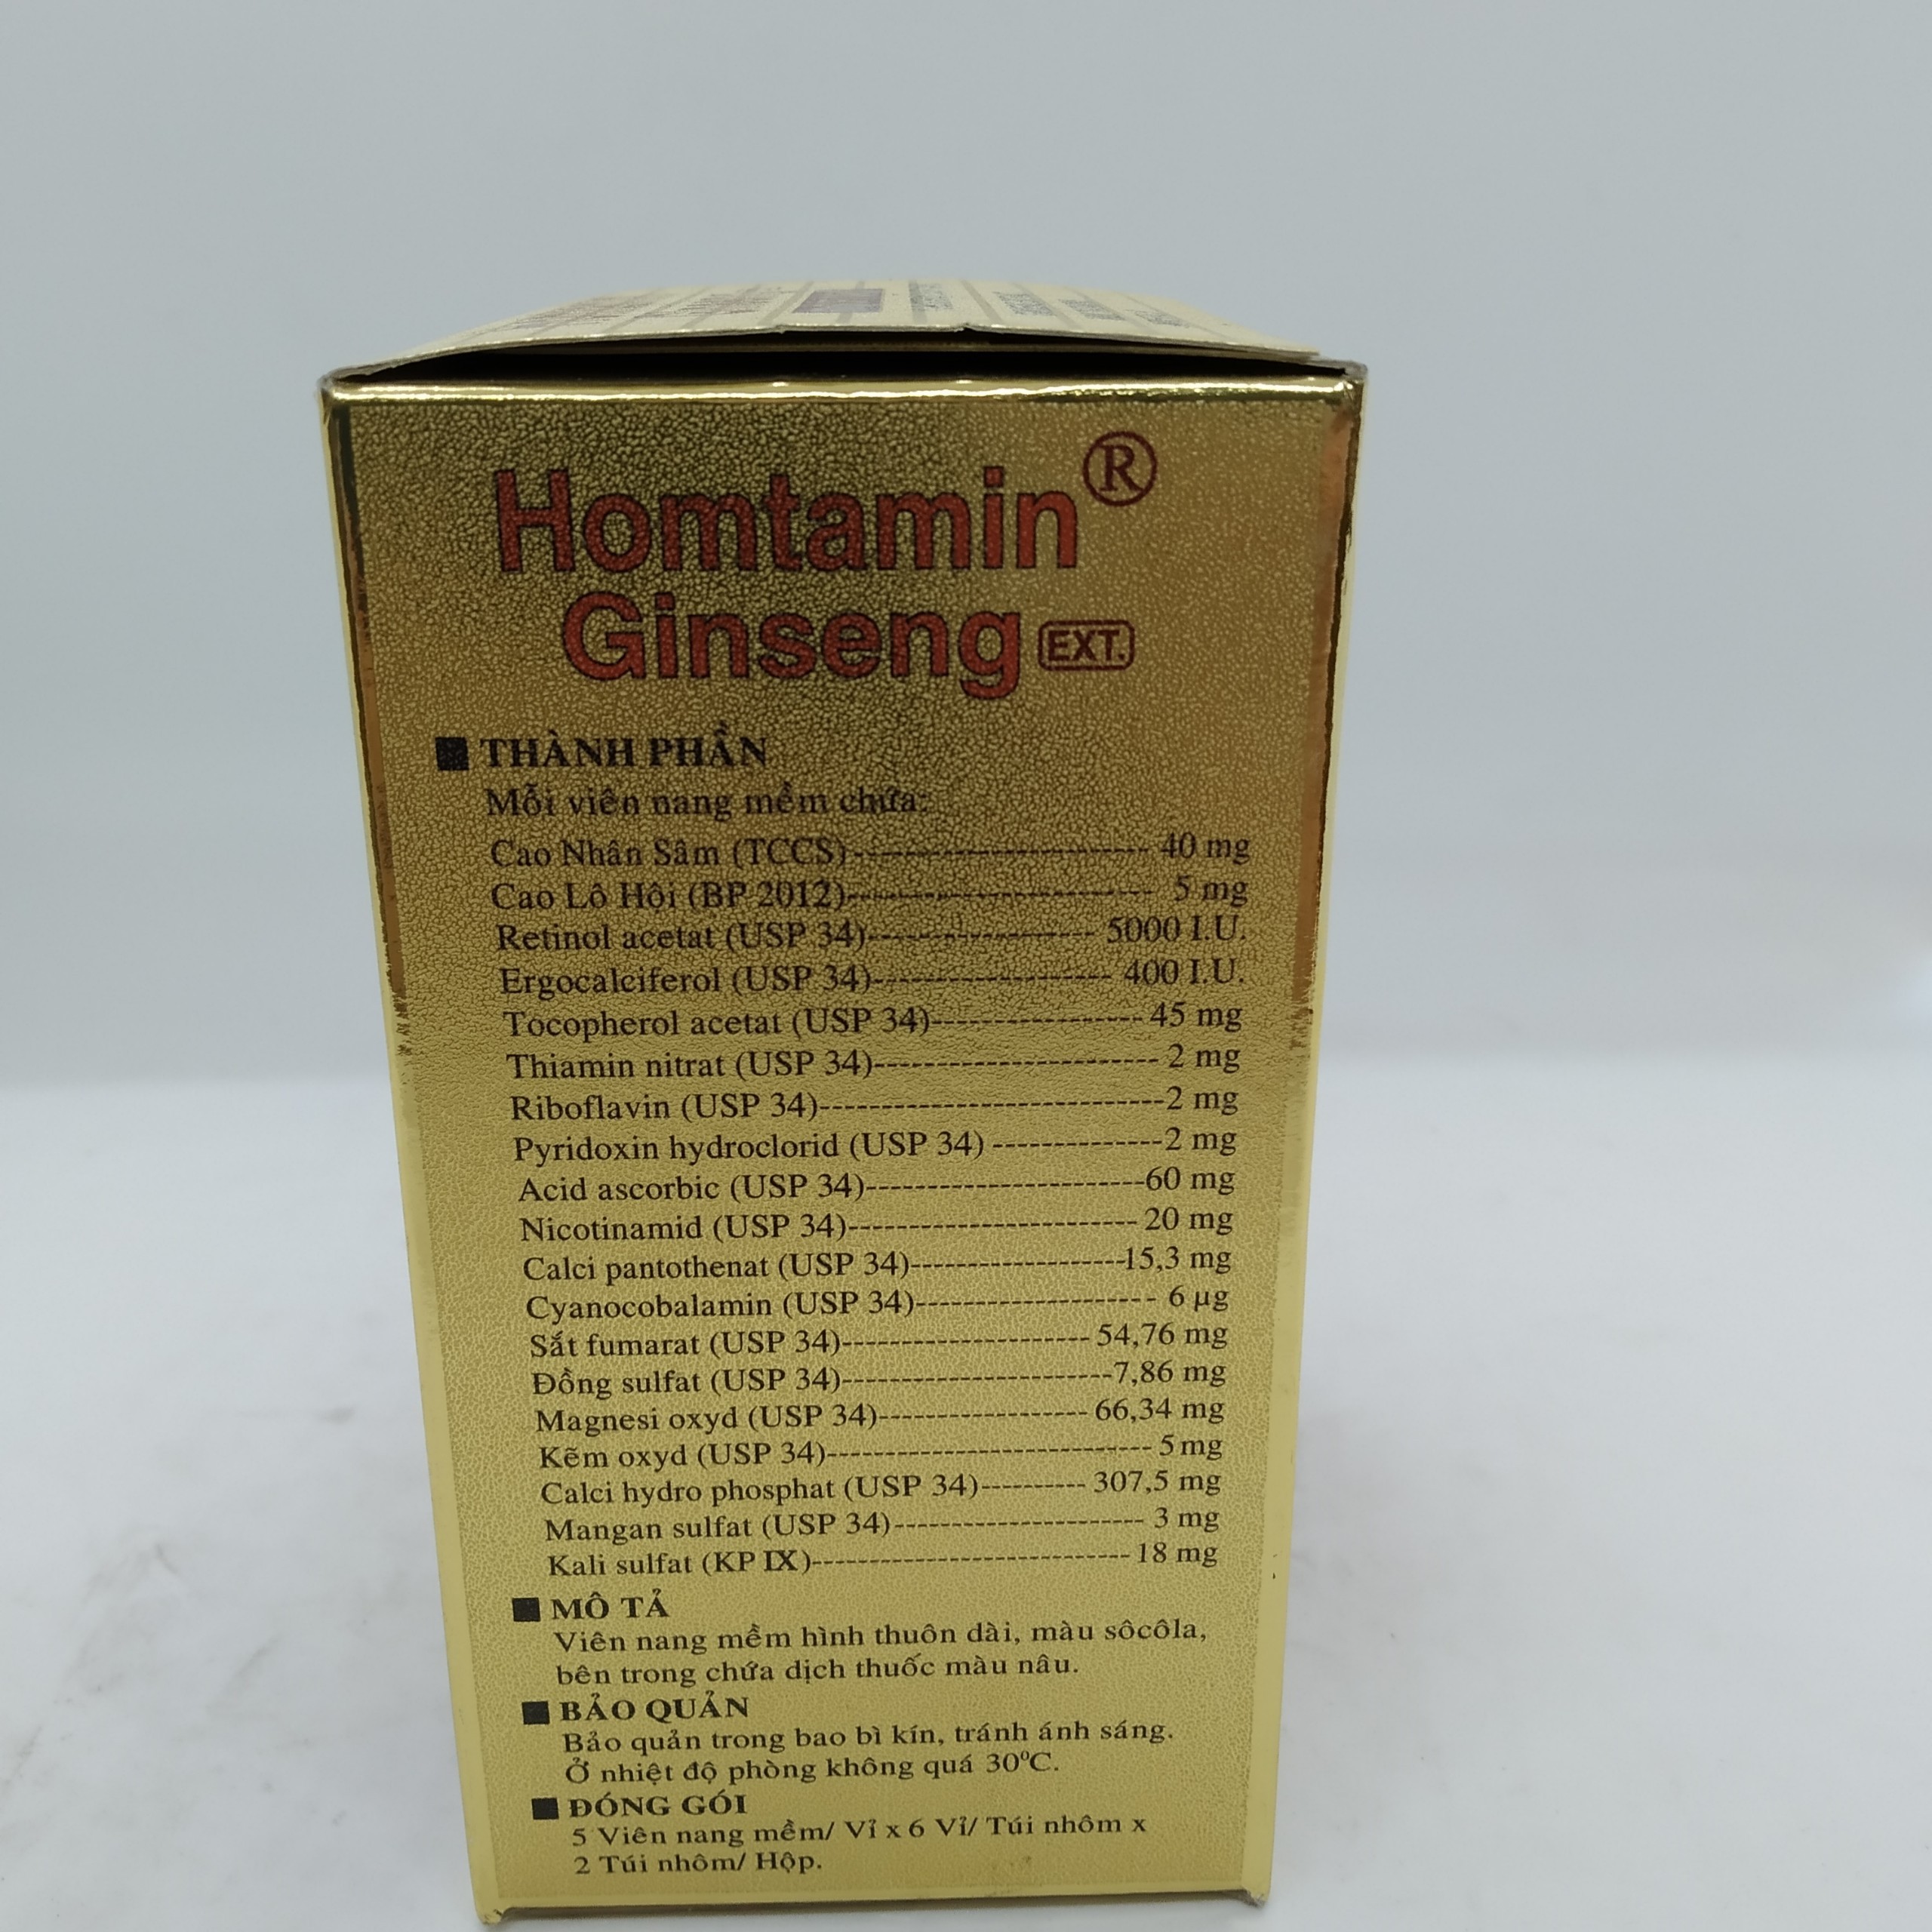 Homtamin®
Ginseng EXT.
■ THÀNH PHẦN
Mỗi viên nang mềm chứa:
Cao Nhân Sâm (TCCS)------------------------ 40 mg
Cao Lô Hội (BP 2012)------------------------ 5 mg
Retinol acetat (USP 34)------------------ 5000 I.U.
Ergocalciferol (USP 34)------------------- 400 I.U.
Tocopherol acetat (USP 34)----------------- 45 mg
Thiamin nitrat (USP 34)----------------------- 2 mg
Riboflavin (USP 34)----------------------------2 mg
Pyridoxin hydroclorid (USP 34) --------------2 mg
Acid ascorbic (USP 34)-----------------------60 mg
Nicotinamid (USP 34)------------------------ 20 mg
Calci pantothenat (USP 34)------------------15,3 mg
Cyanocobalamin (USP 34)-------------------- 6 µg
Sắt fumarat (USP 34)--------------------- 54,76 mg
Đồng sulfat (USP 34)-----------------------7,86 mg
Magnesi oxyd (USP 34)------------------ 66,34 mg
Kẽm oxyd (USP 34)---------------------------- 5 mg
Calci hydro phosphat (USP 34)--------- 307,5 mg
Mangan sulfat (USP 34)--------------------- 3 mg
Kali sulfat (KP IX)--------------------------- 18 mg
■ MÔ TẢ
Viên nang mềm hình thuôn dài, màu sôcôla,
bên trong chứa dịch thuốc màu nâu.
■ BẢO QUẢN
Bảo quản trong bao bì kín, tránh ánh sáng.
Ở nhiệt độ phòng không quá 30⁰C.
■ ĐÓNG GÓI
5 Viên nang mềm/ Vỉ x 6 Vỉ/ Túi nhôm x
2 Túi nhôm/ Hộp.